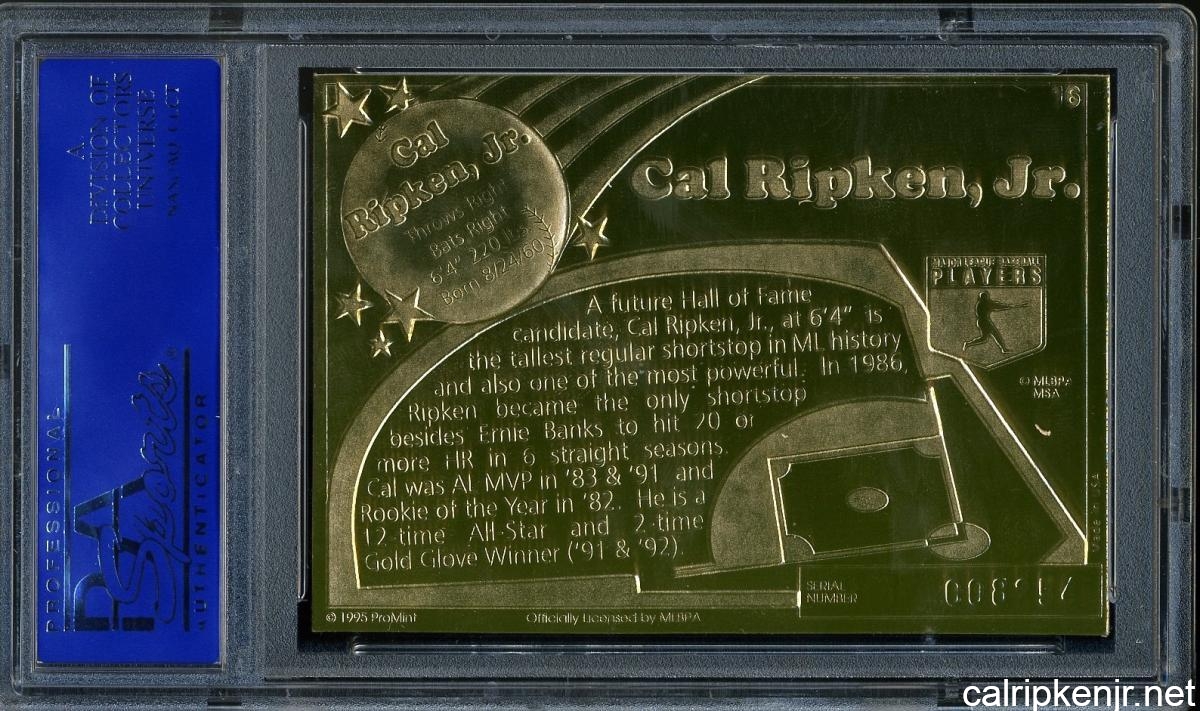 A
DIVISION OF
COLLECTORS
UNIVERSE
NASDAQ: CLCT
PROFESSIONAL
PSA
Sports®
AUTHENTICATOR
Cal
Ripken, Jr.
Throws Right
Bats Right
6'4" 220
Born 8/24/60
16
Cal Ripken, Jr.
MAJOR LEAGUE BASEBALL
PLAYERS
© MLBPA
MSA
A future Hall of Fame
candidate, Cal Ripken, Jr., at 6'4" is
the tallest regular shortstop in ML history
and also one of the most powerful. In 1986,
Ripken became the only shortstop
besides Ernie Banks to hit 20 or
more HR in 6 straight seasons.
Cal was AL MVP in '83 & '91 and
Rookie of the Year in '82. He is a
12-time All-Star and 2-time
Gold Glove Winner ('91 & '92).
Made in USA
SERIAL
NUMBER
© 1995 ProMint
Officially Licensed by MLBPA
calripkenjr.net